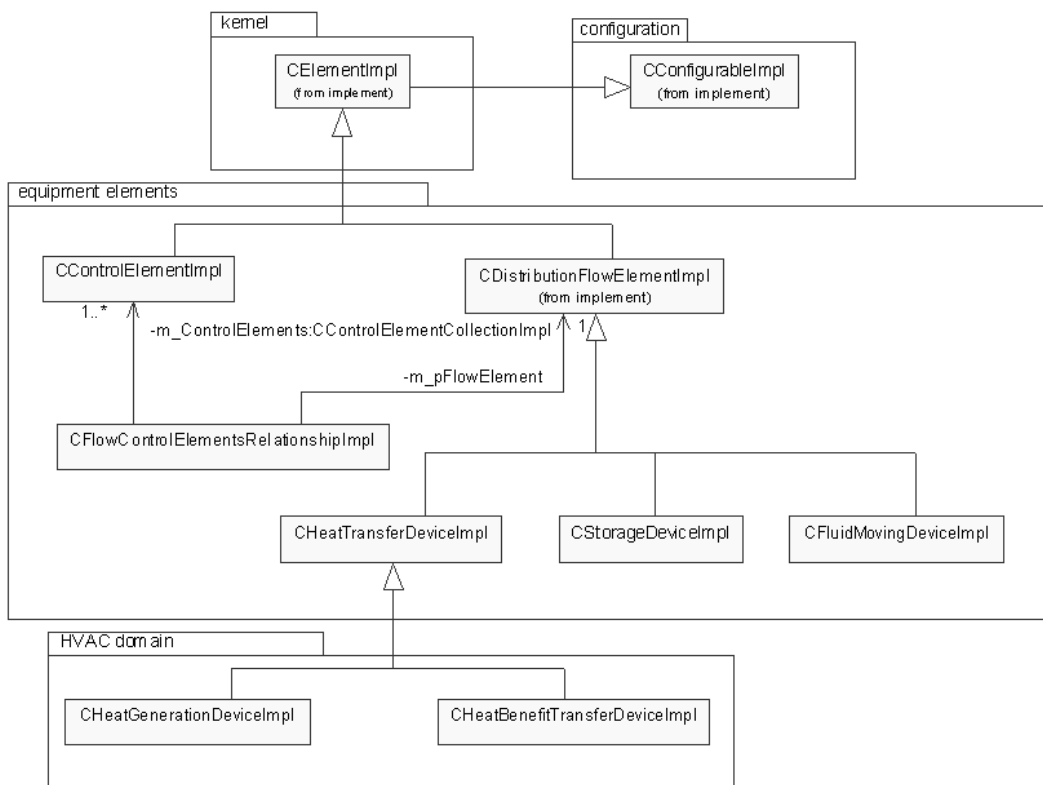 kernel
configuration
CElementImpl
(from implement)
CConfigurableImpl
(from implement)
equipment elements
CControlElementImpl
CDistributionFlowElementImpl
(from implement)
1..*
-m_ControlElements:CControlElementCollectionImpl
1
-m_pFlowElement
CFlowControlElementsRelationshipImpl
CHeatTransferDeviceImpl
CStorageDeviceImpl
CFluidMovingDeviceImpl
HVAC domain
CHeatGenerationDeviceImpl
CHeatBenefitTransferDeviceImpl